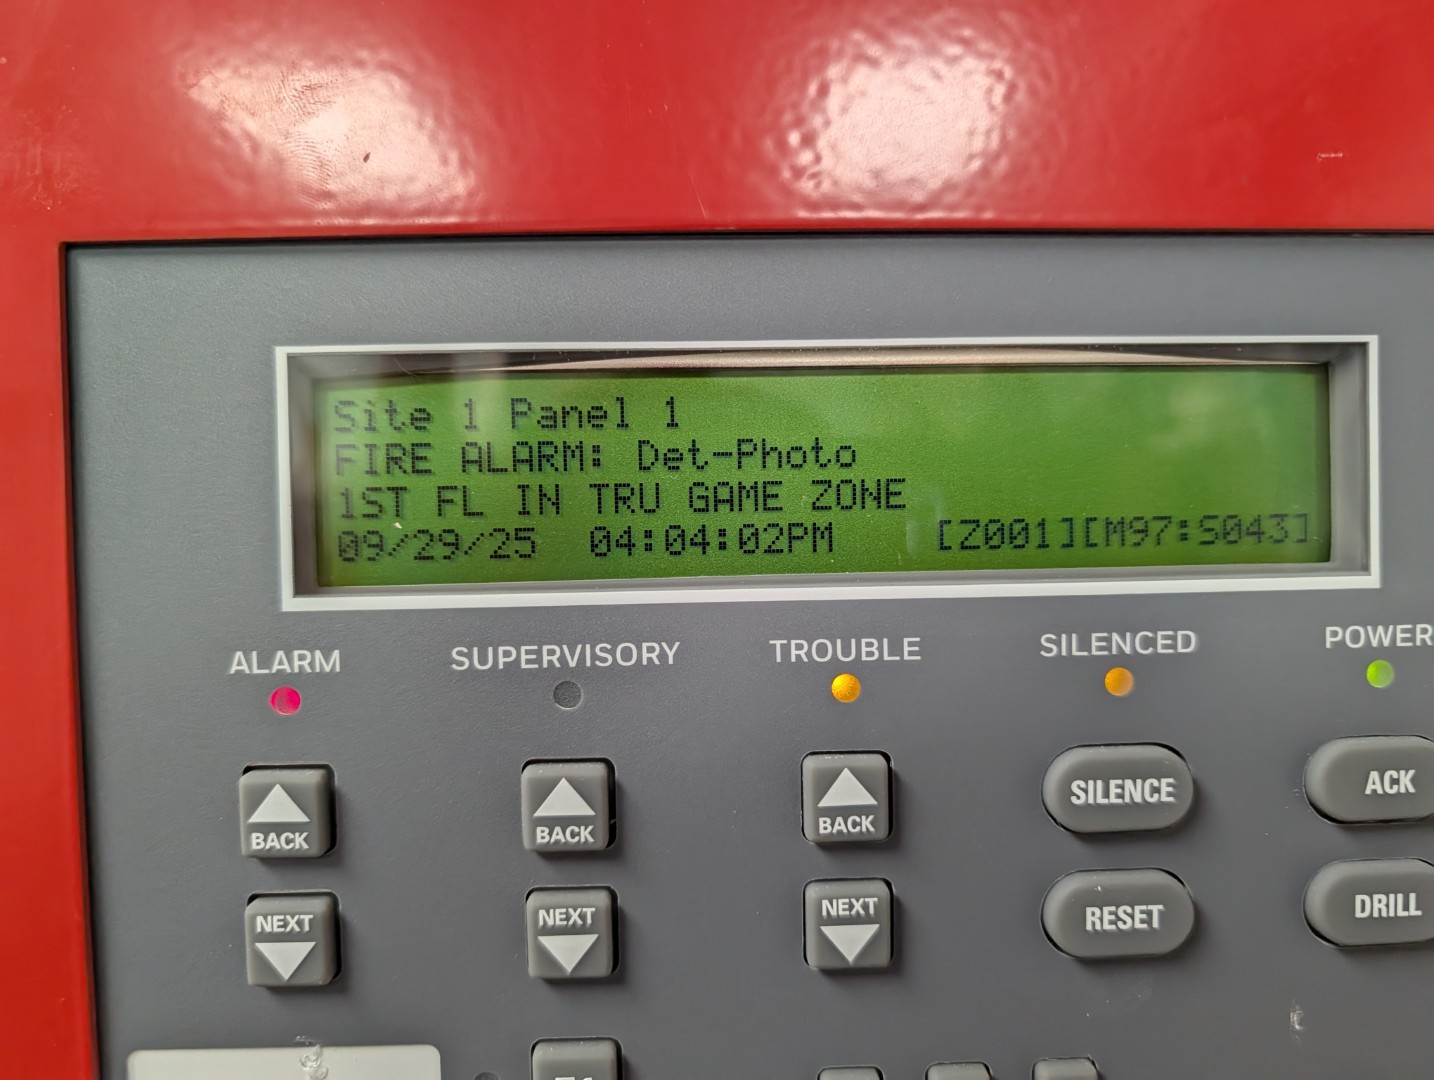 Site 1 Panel 1
FIRE ALARM: Det-Photo
1ST FL IN TRU GAME ZONE
09/29/25 04:04:02PM [Z001][M97:S043]
ALARM SUPERVISORY TROUBLE SILENCED POWER
BACK BACK BACK SILENCE ACK
NEXT NEXT NEXT RESET DRILL